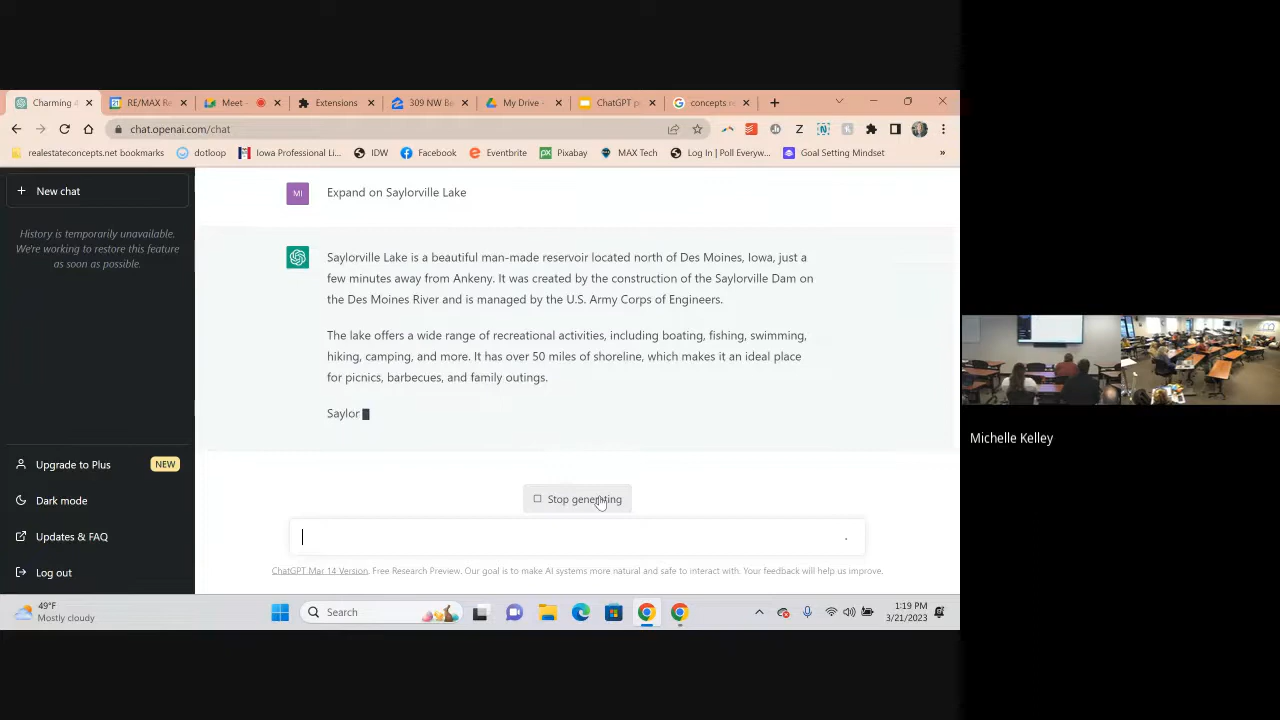 Charming 4
RE/MAX Re
Meet -
Extensions
309 NW Be
My Drive -
ChatGPT p
concepts re
chat.openai.com/chat
realestateconcepts.net bookmarks
dotloop
Iowa Professional Li...
IDW
Facebook
Eventbrite
Pixabay
MAX Tech
Log In | Poll Everyw...
Goal Setting Mindset
»
+ New chat
History is temporarily unavailable.
We're working to restore this feature
as soon as possible.
Upgrade to Plus
NEW
Dark mode
Updates & FAQ
Log out
MI
Expand on Saylorville Lake
Saylorville Lake is a beautiful man-made reservoir located north of Des Moines, Iowa, just a
few minutes away from Ankeny. It was created by the construction of the Saylorville Dam on
the Des Moines River and is managed by the U.S. Army Corps of Engineers.
The lake offers a wide range of recreational activities, including boating, fishing, swimming,
hiking, camping, and more. It has over 50 miles of shoreline, which makes it an ideal place
for picnics, barbecues, and family outings.
Saylor
Stop generating
ChatGPT Mar 14 Version. Free Research Preview. Our goal is to make AI systems more natural and safe to interact with. Your feedback will help us improve.
49°F
Mostly cloudy
Search
1:19 PM
3/21/2023
Michelle Kelley